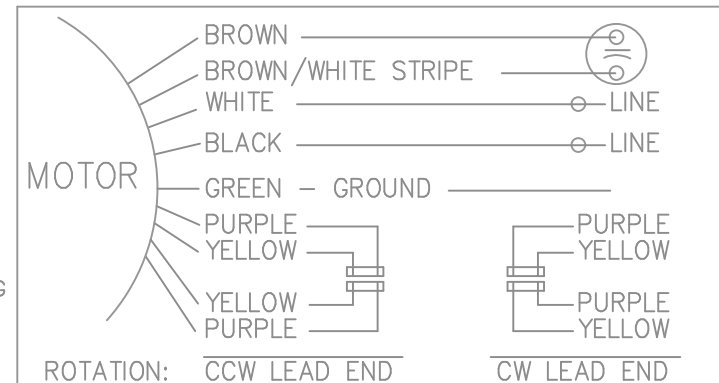 BROWN
BROWN/WHITE STRIPE
WHITE LINE
BLACK LINE
MOTOR
GREEN - GROUND
PURPLE PURPLE
YELLOW YELLOW
G
YELLOW PURPLE
PURPLE YELLOW
ROTATION: CCW LEAD END CW LEAD END